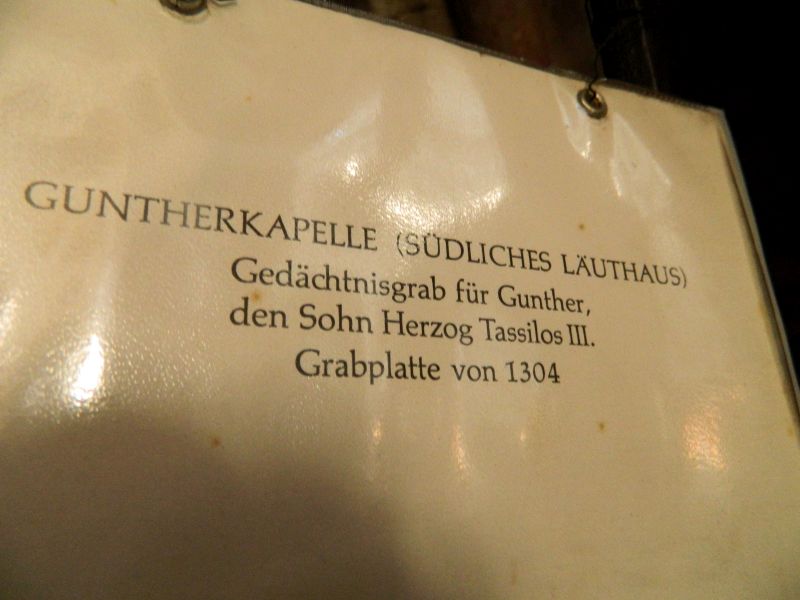 GUNTHERKAPELLE (SÜDLICHES LÄUTHAUS)
Gedächtnisgrab für Gunther,
den Sohn Herzog Tassilos III.
Grabplatte von 1304